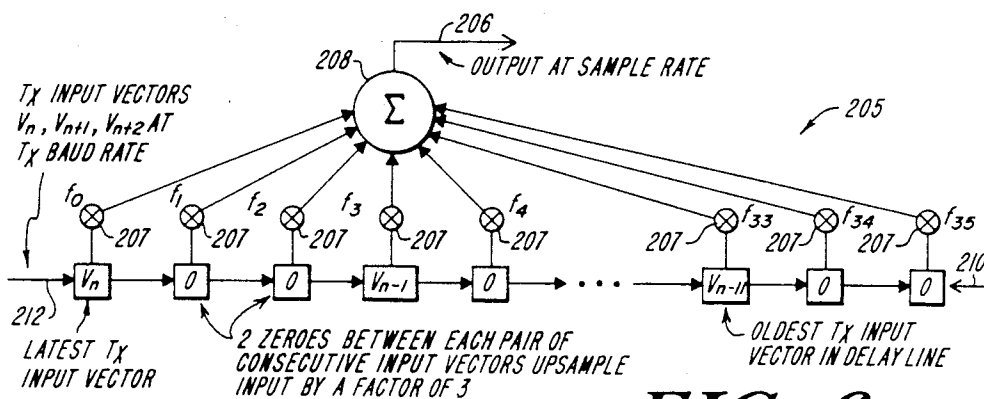 206
208
OUTPUT AT SAMPLE RATE
TX INPUT VECTORS
Vn, Vn+1, Vn+2 AT
TX BAUD RATE
Σ
205
f0 f1 f2 f3 f4 f33 f34 f35
207 207 207 207 207 207 207 207
Vn 0 0 Vn-1 0 ... Vn-11 0 0
212
210
LATEST TX
INPUT VECTOR
2 ZEROES BETWEEN EACH PAIR OF
CONSECUTIVE INPUT VECTORS UPSAMPLE
INPUT BY A FACTOR OF 3
OLDEST TX INPUT
VECTOR IN DELAY LINE